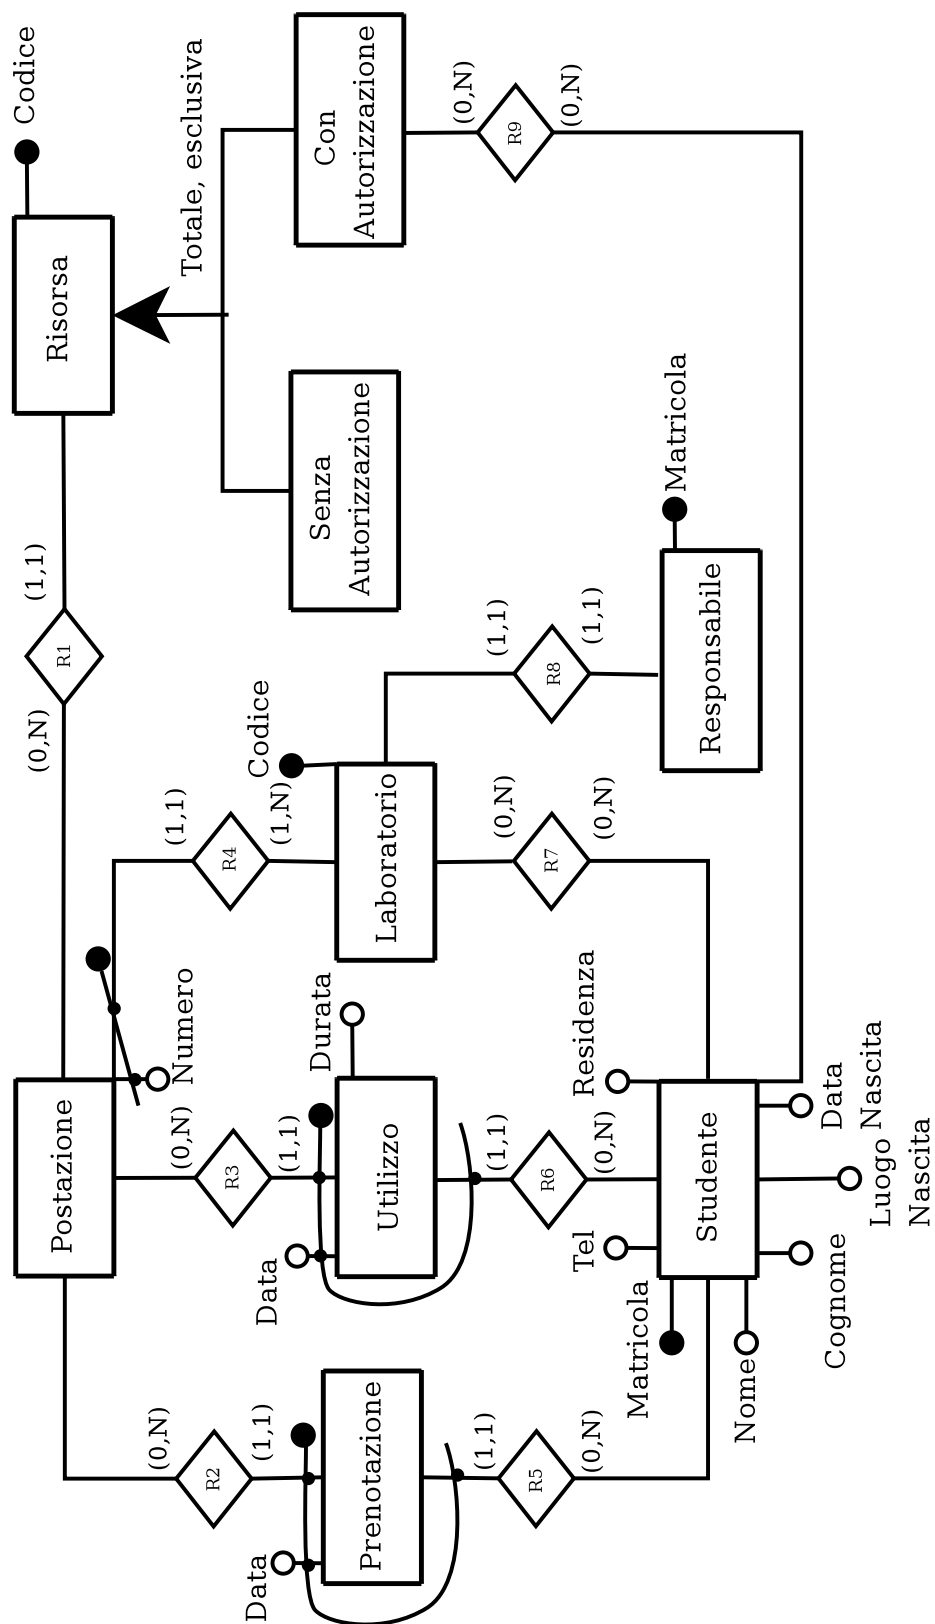 Data
Prenotazione
(0,N)
R2
(1,1)
(1,1)
R5
(0,N)
Matricola
Nome
Cognome
Luogo
Nascita
Data
Nascita
Tel
Residenza
Studente
Data
Utilizzo
Durata
Postazione
Numero
(0,N)
R3
(1,1)
(1,1)
R6
(0,N)
(1,1)
R4
(1,N)
Laboratorio
Codice
(0,N)
R7
(0,N)
(0,N)
R1
(1,1)
(1,1)
R8
(1,1)
Responsabile
Matricola
Senza
Autorizzazione
Risorsa
Codice
Totale, esclusiva
Con
Autorizzazione
(0,N)
R9
(0,N)